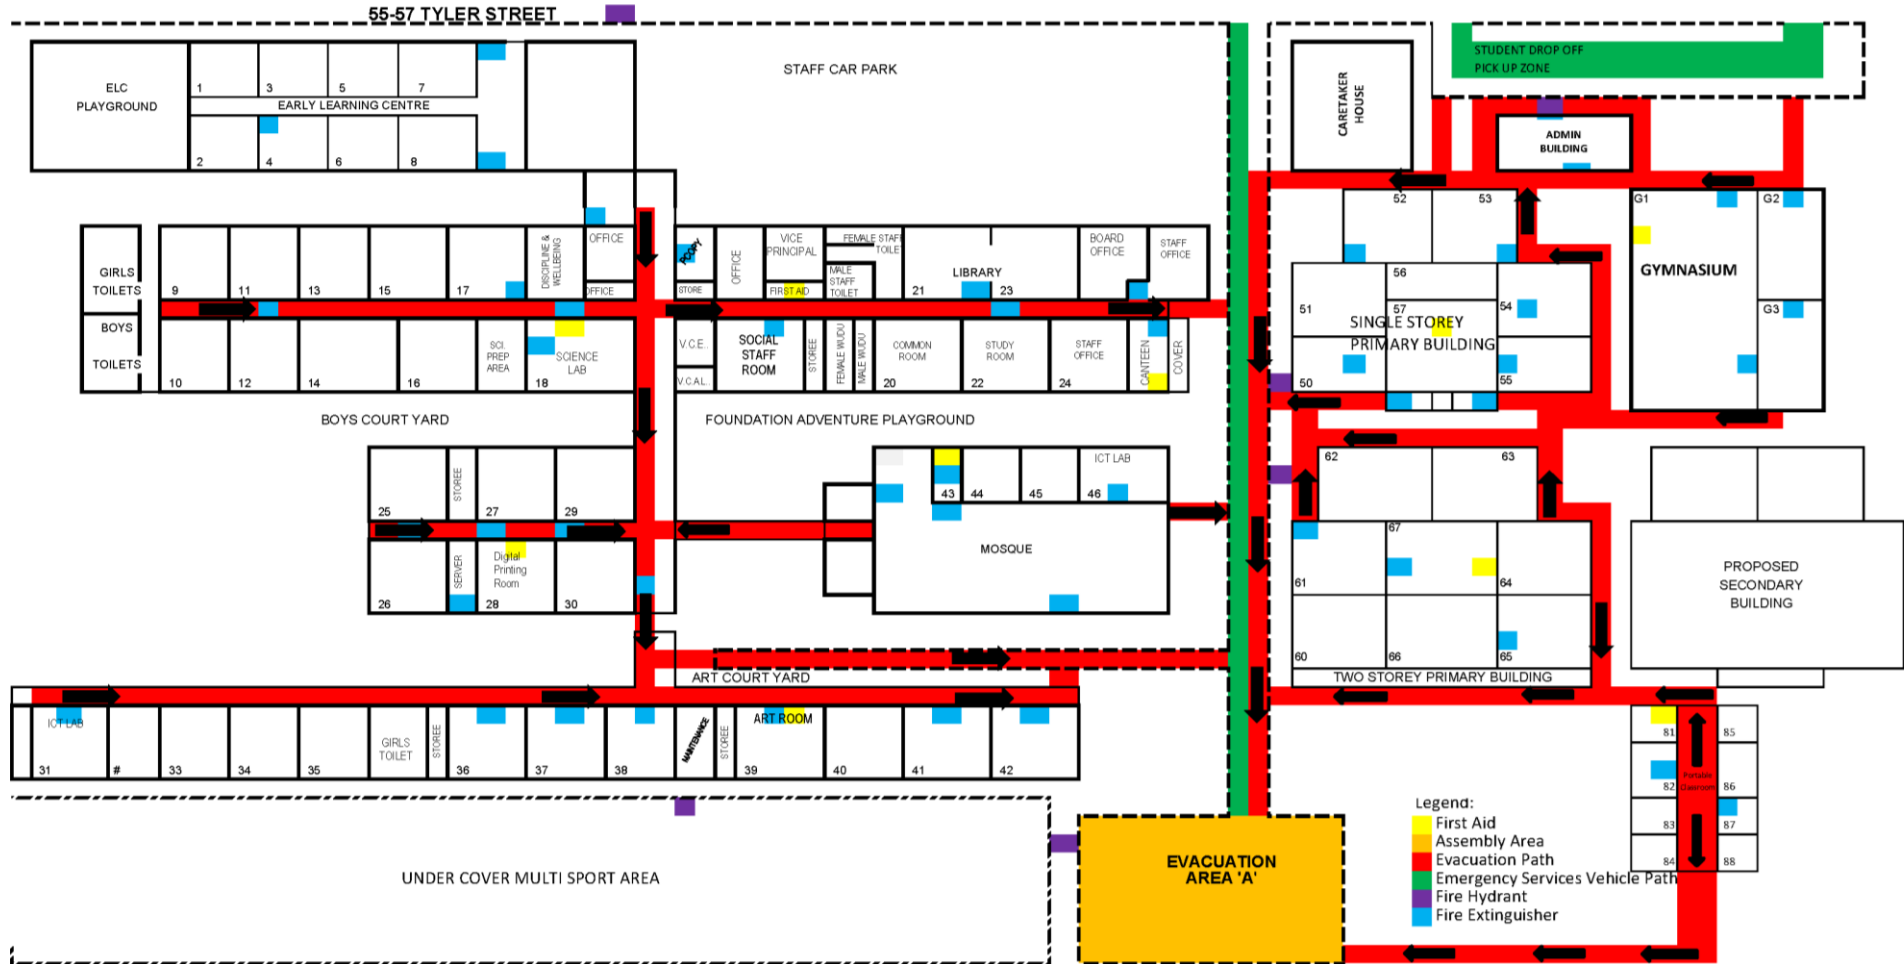 55-57 TYLER STREET
STAFF CAR PARK
STUDENT DROP OFF
PICK UP ZONE
ELC
PLAYGROUND
1
3
5
7
EARLY LEARNING CENTRE
2
4
6
8
CARETAKER
HOUSE
ADMIN
BUILDING
GIRLS
TOILETS
BOYS
TOILETS
9
11
13
15
17
DISCIPLINE &
WELLBEING
OFFICE
OFFICE
PCOPY
STORE
OFFICE
VICE
PRINCIPAL
FIRST AID
FEMALE STAFF
TOILE
MALE
STAFF
TOILET
21
LIBRARY
23
BOARD
OFFICE
STAFF
OFFICE
10
12
14
16
SCI.
PREP
AREA
18
SCIENCE
LAB
V.C.E..
V.C.AL..
SOCIAL
STAFF
ROOM
STOREE
FEMALE WUDU
MALE WUDU
COMMON
ROOM
20
STUDY
ROOM
22
STAFF
OFFICE
24
CANTEEN
COVER
52
53
56
51
57
54
SINGLE STOREY
PRIMARY BUILDING
50
55
G1
G2
GYMNASIUM
G3
BOYS COURT YARD
FOUNDATION ADVENTURE PLAYGROUND
25
STOREE
27
29
26
SERVER
Digital
Printing
Room
28
30
43
44
45
ICT LAB
46
MOSQUE
62
63
67
61
64
60
66
65
TWO STOREY PRIMARY BUILDING
PROPOSED
SECONDARY
BUILDING
ART COURT YARD
ICT LAB
31
#
33
34
35
GIRLS
TOILET
STOREE
36
37
38
MAINTENANCE
STOREE
ART ROOM
39
40
41
42
81
85
82
Portable
Classroom
86
83
87
84
88
UNDER COVER MULTI SPORT AREA
EVACUATION
AREA 'A'
Legend:
First Aid
Assembly Area
Evacuation Path
Emergency Services Vehicle Path
Fire Hydrant
Fire Extinguisher